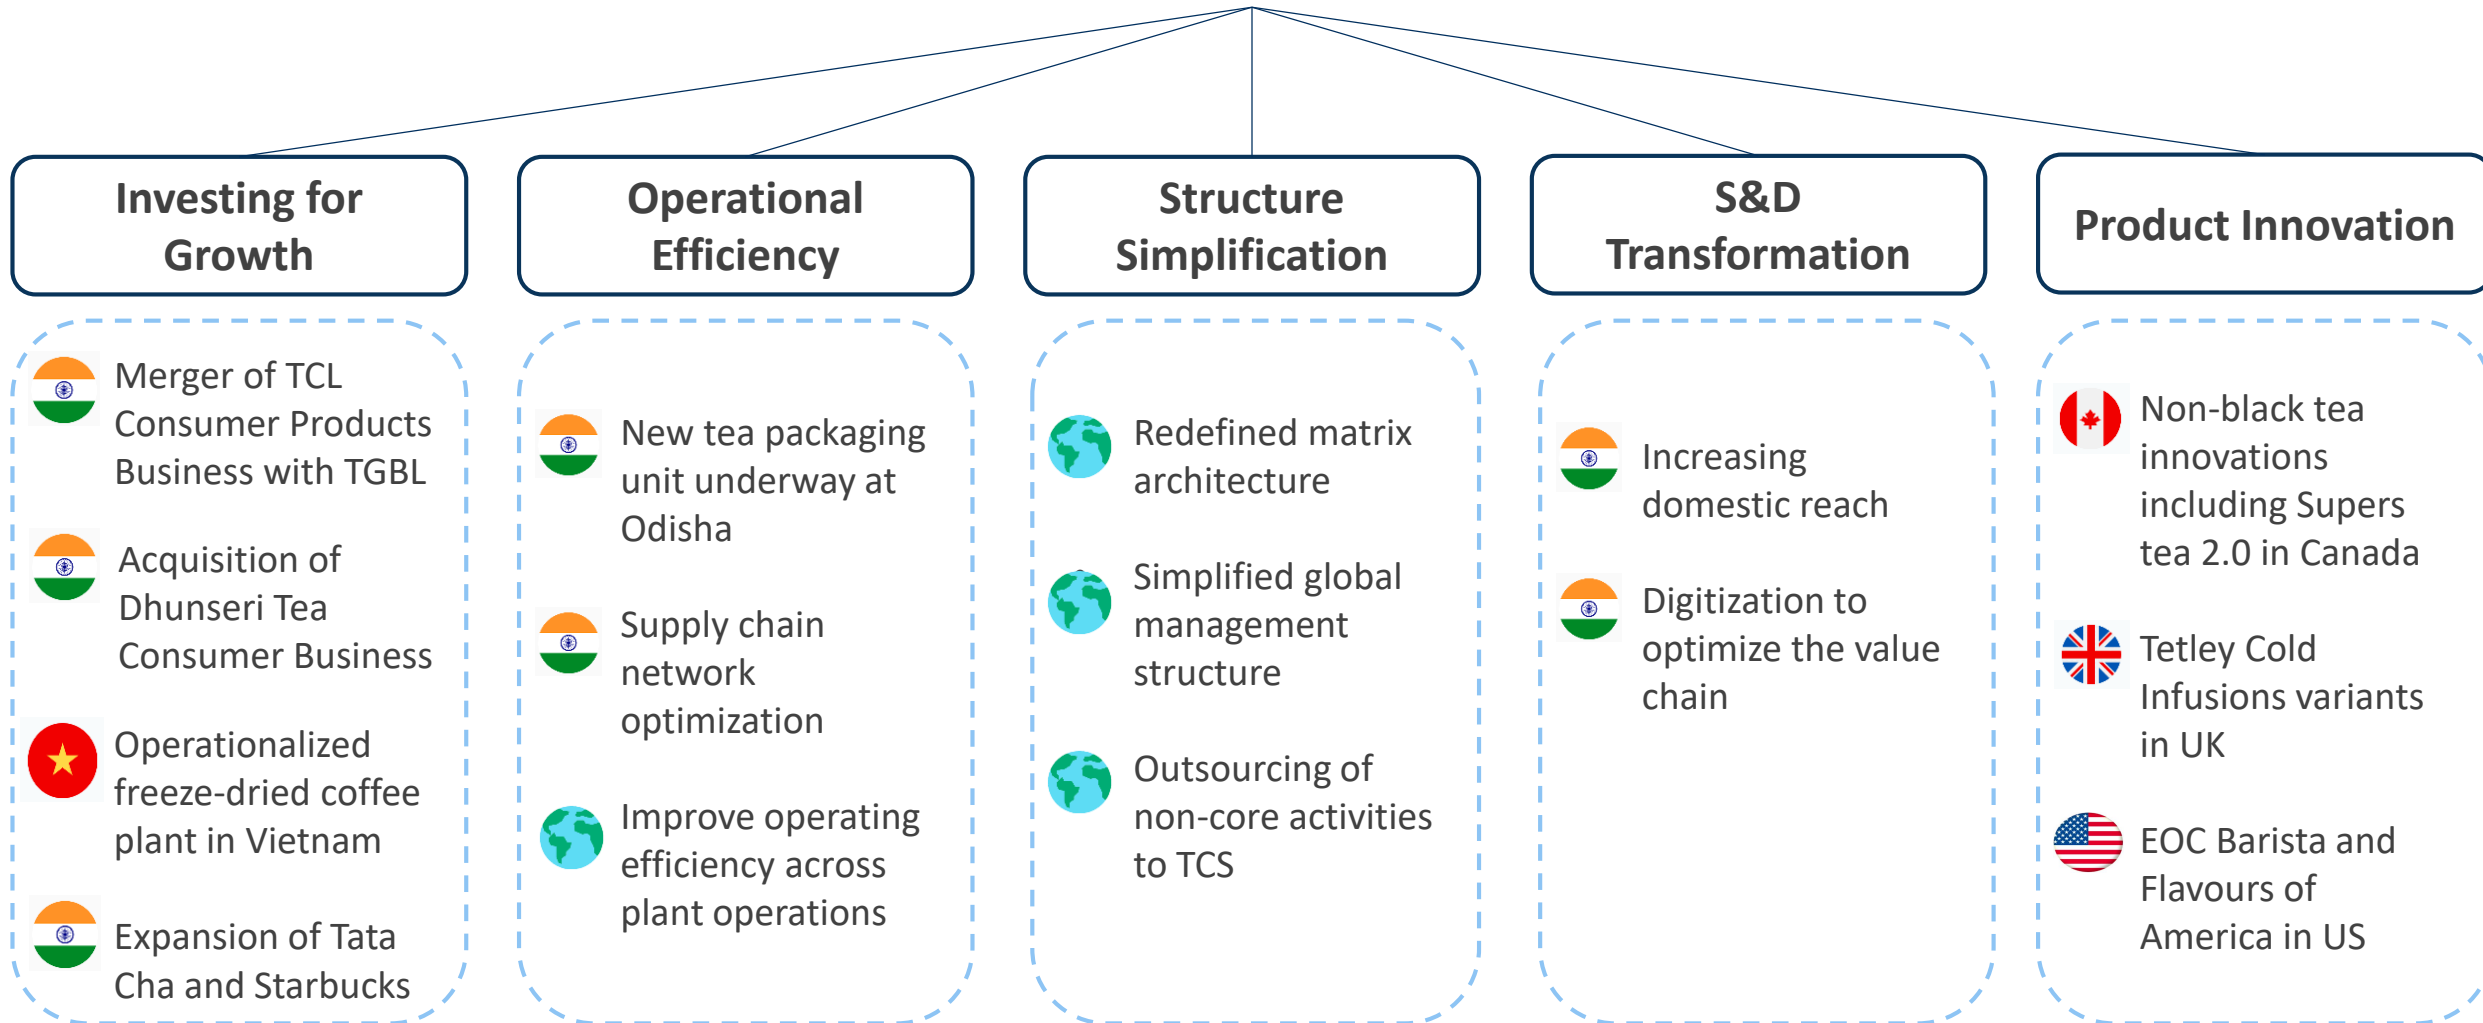 Investing for
Growth
Operational
Efficiency
Structure
Simplification
S&D
Transformation
Product Innovation
Merger of TCL
Consumer Products
Business with TGBL
Acquisition of
Dhunseri Tea
Consumer Business
Operationalized
freeze-dried coffee
plant in Vietnam
Expansion of Tata
Cha and Starbucks
New tea packaging
unit underway at
Odisha
Supply chain
network
optimization
Improve operating
efficiency across
plant operations
Redefined matrix
architecture
Simplified global
management
structure
Outsourcing of
non-core activities
to TCS
Increasing
domestic reach
Digitization to
optimize the value
chain
Non-black tea
innovations
including Supers
tea 2.0 in Canada
Tetley Cold
Infusions variants
in UK
EOC Barista and
Flavours of
America in US